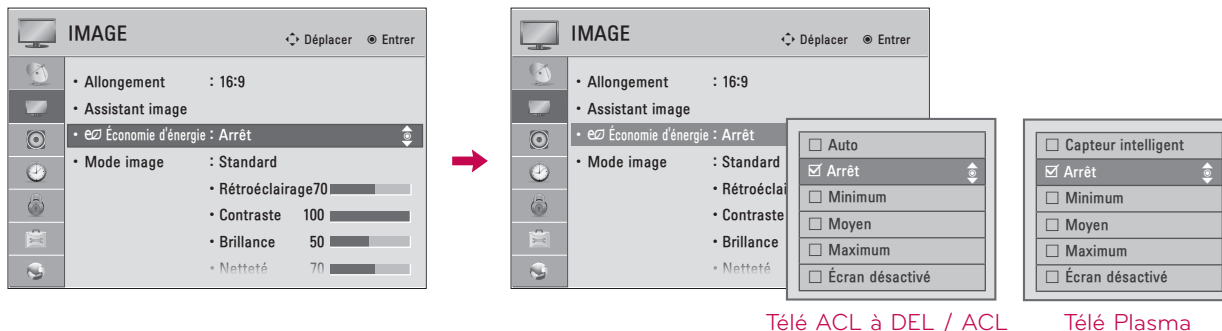 IMAGE
Déplacer Entrer
• Allongement : 16:9
• Assistant image
• Économie d'énergie : Arrêt
• Mode image : Standard
• Rétroéclairage70
• Contraste 100
• Brillance 50
• Netteté 70
IMAGE
Déplacer Entrer
• Allongement : 16:9
• Assistant image
• Économie d'énergie : Arrêt
• Mode image : Standard
• Rétroéclai
• Contraste
• Brillance
• Netteté
Auto
Arrêt
Minimum
Moyen
Maximum
Écran désactivé
Télé ACL à DEL / ACL
Capteur intelligent
Arrêt
Minimum
Moyen
Maximum
Écran désactivé
Télé Plasma